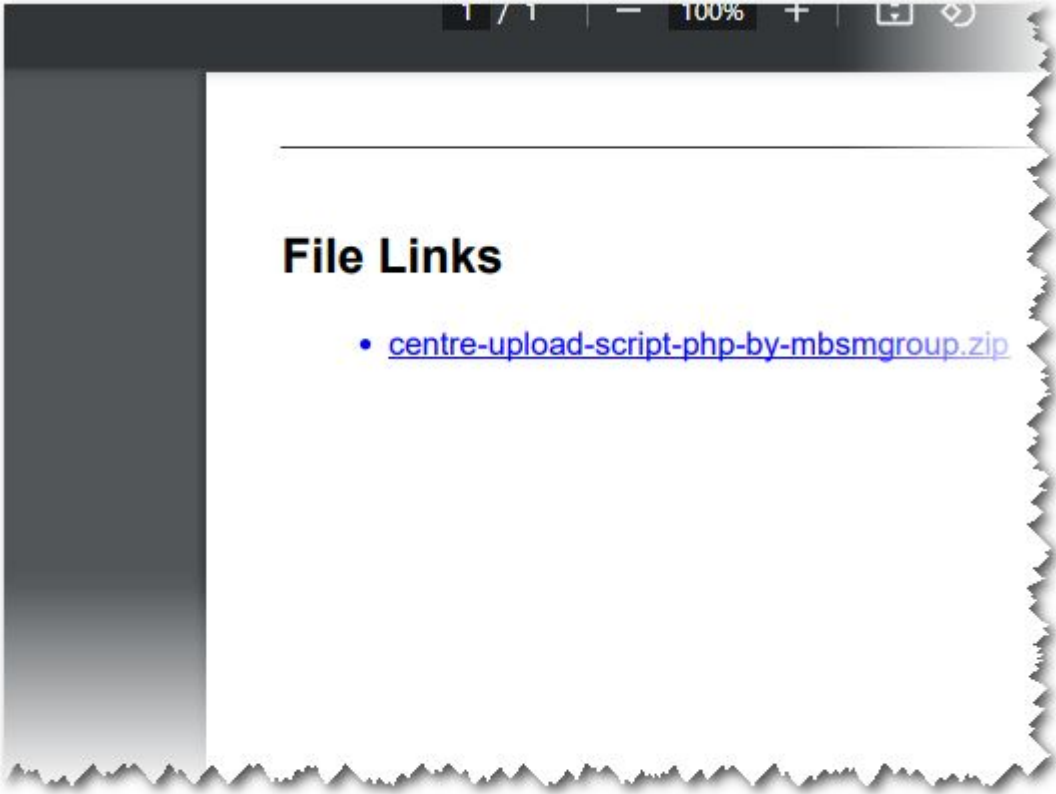 1 / 1 — 100% +
File Links
• centre-upload-script-php-by-mbsmgroup.zip